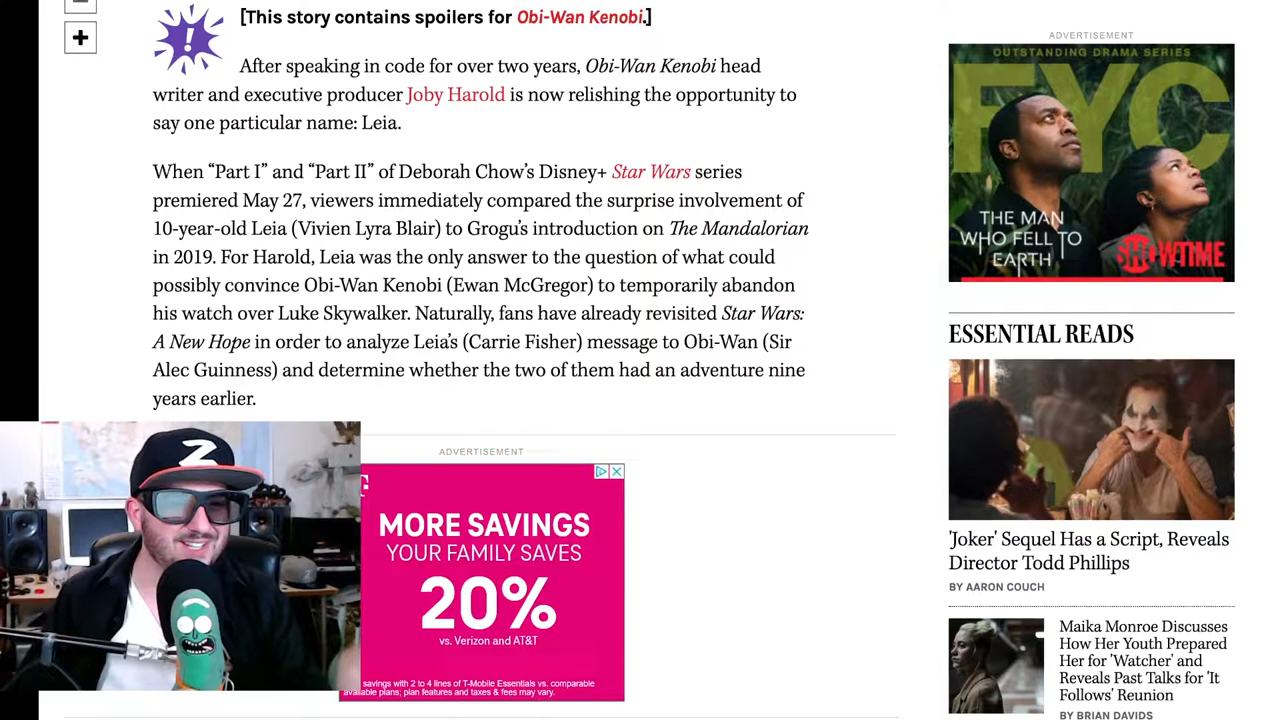 [This story contains spoilers for Obi-Wan Kenobi.]
After speaking in code for over two years, Obi-Wan Kenobi head
writer and executive producer Joby Harold is now relishing the opportunity to
say one particular name: Leia.
When “Part I” and “Part II” of Deborah Chow’s Disney+ Star Wars series
premiered May 27, viewers immediately compared the surprise involvement of
10-year-old Leia (Vivien Lyra Blair) to Grogu’s introduction on The Mandalorian
in 2019. For Harold, Leia was the only answer to the question of what could
possibly convince Obi-Wan Kenobi (Ewan McGregor) to temporarily abandon
his watch over Luke Skywalker. Naturally, fans have already revisited Star Wars:
A New Hope in order to analyze Leia’s (Carrie Fisher) message to Obi-Wan (Sir
Alec Guinness) and determine whether the two of them had an adventure nine
years earlier.
ADVERTISEMENT
MORE SAVINGS
YOUR FAMILY SAVES
20%
vs. Verizon and AT&T
savings with 2 to 4 lines of T-Mobile Essentials vs. comparable
available plans; plan features and taxes & fees may vary.
Z
ADVERTISEMENT
OUTSTANDING DRAMA SERIES
FYC
THE MAN
WHO FELL TO
EARTH
SHOWTIME
ESSENTIAL READS
'Joker' Sequel Has a Script, Reveals
Director Todd Phillips
BY AARON COUCH
Maika Monroe Discusses
How Her Youth Prepared
Her for 'Watcher' and
Reveals Past Talks for 'It
Follows' Reunion
BY BRIAN DAVIDS